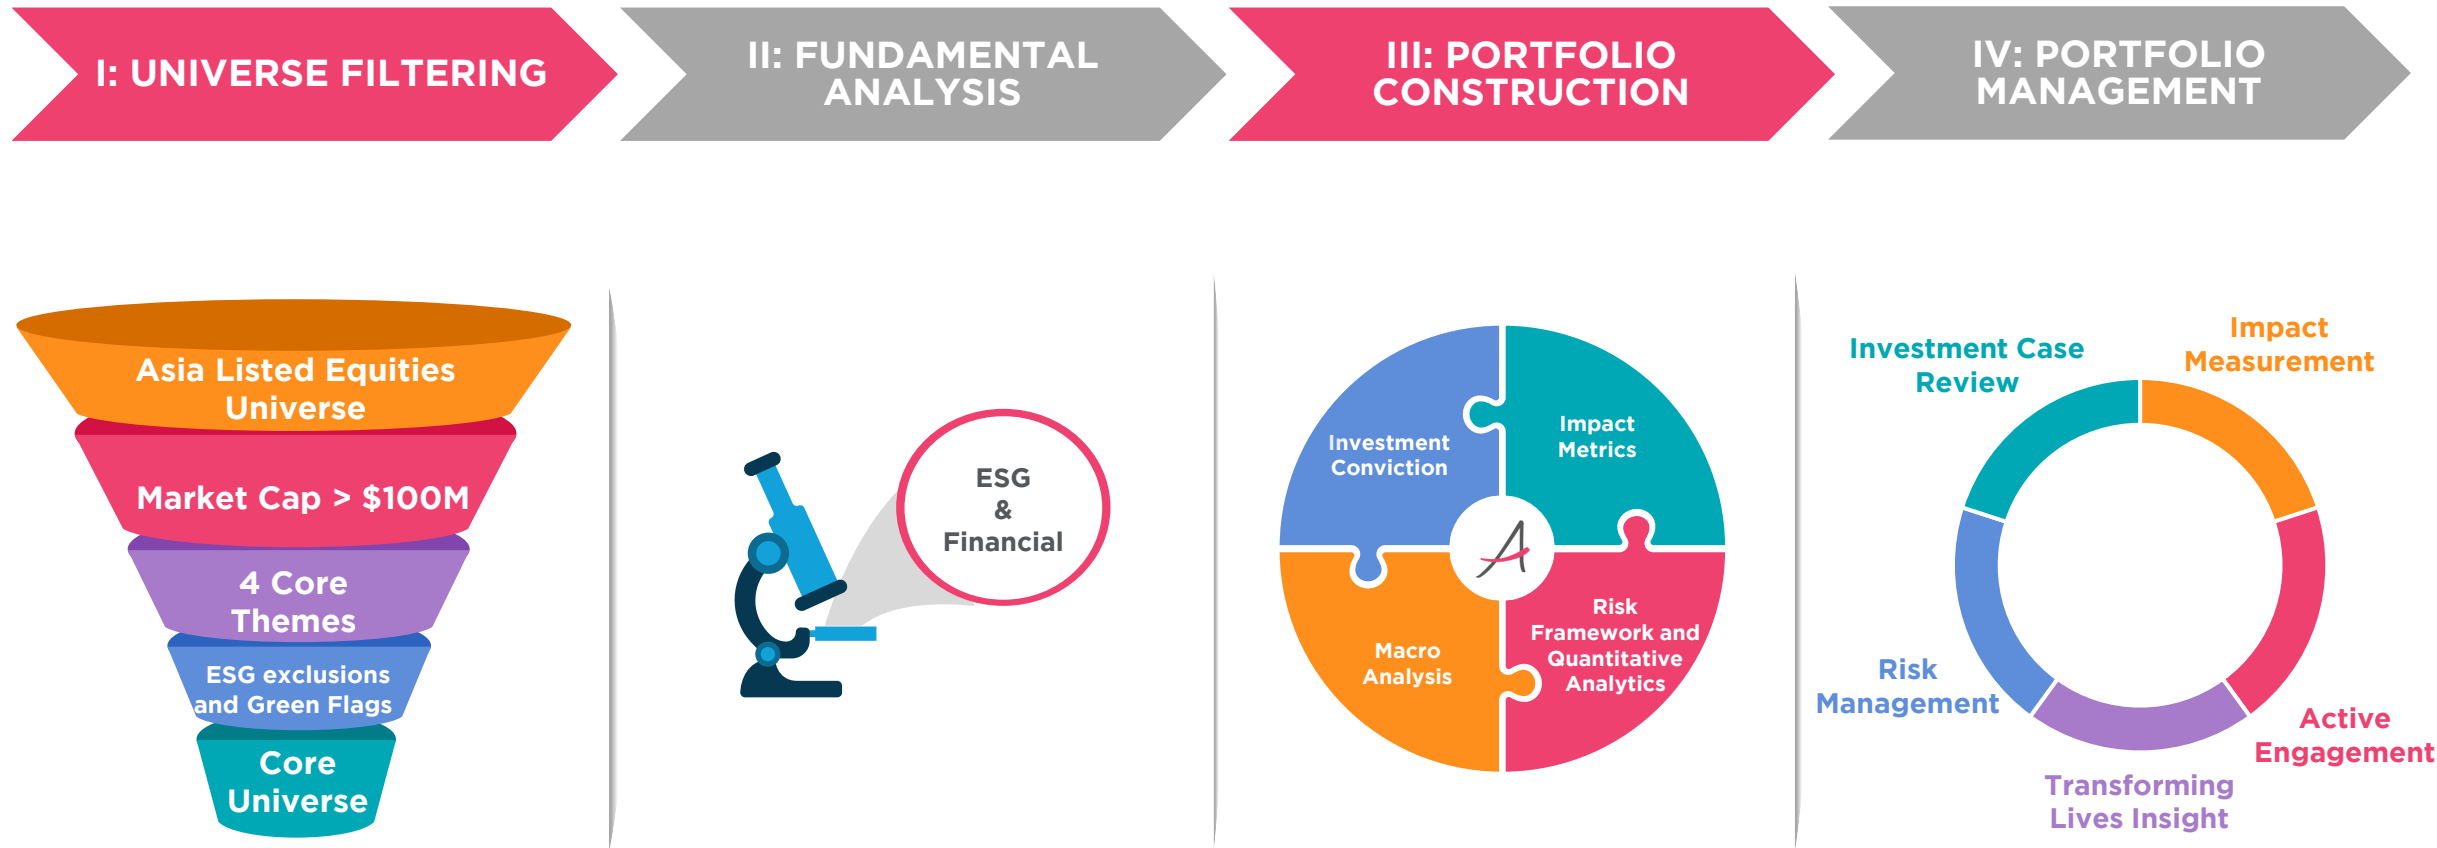 I: UNIVERSE FILTERING
II: FUNDAMENTAL
ANALYSIS
III: PORTFOLIO
CONSTRUCTION
IV: PORTFOLIO
MANAGEMENT
Asia Listed Equities
Universe
Market Cap > $100M
4 Core
Themes
ESG exclusions
and Green Flags
Core
Universe
ESG
&
Financial
Investment
Conviction
Impact
Metrics
Macro
Analysis
Risk
Framework and
Quantitative
Analytics
A
Investment Case
Review
Impact
Measurement
Risk
Management
Active
Engagement
Transforming
Lives Insight